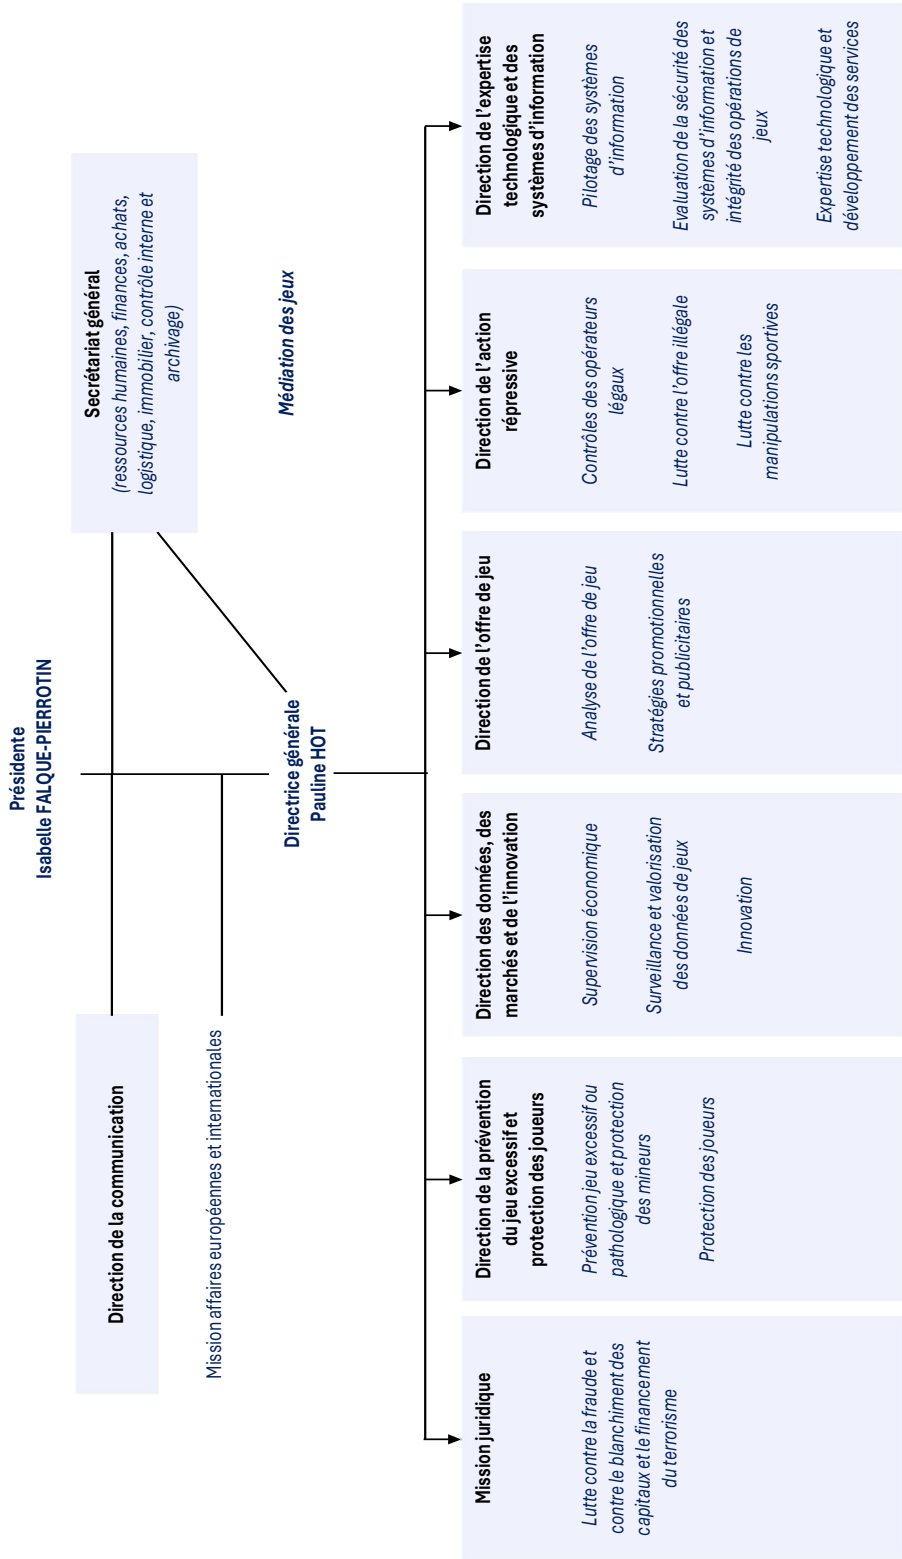 Présidente
Isabelle FALQUE-PIERROTIN
Direction de la communication
Mission affaires européennes et internationales
Secrétariat général
(ressources humaines, finances, achats,
logistique, immobilier, contrôle interne et
archivage)
Directrice générale
Pauline HOT
Médiation des jeux
Mission juridique
Lutte contre la fraude et
contre le blanchiment des
capitaux et le financement
du terrorisme
Direction de la prévention
du jeu excessif et
protection des joueurs
Prévention jeu excessif ou
pathologique et protection
des mineurs
Protection des joueurs
Direction des données, des
marchés et de l'innovation
Supervision économique
Surveillance et valorisation
des données de jeux
Innovation
Direction de l'offre de jeu
Analyse de l'offre de jeu
Stratégies promotionnelles
et publicitaires
Direction de l'action
répressive
Contrôles des opérateurs
légaux
Lutte contre l'offre illégale
Lutte contre les
manipulations sportives
Direction de l'expertise
technologique et des
systèmes d'information
Pilotage des systèmes
d'information
Evaluation de la sécurité des
systèmes d'information et
intégrité des opérations de
jeux
Expertise technologique et
développement des services